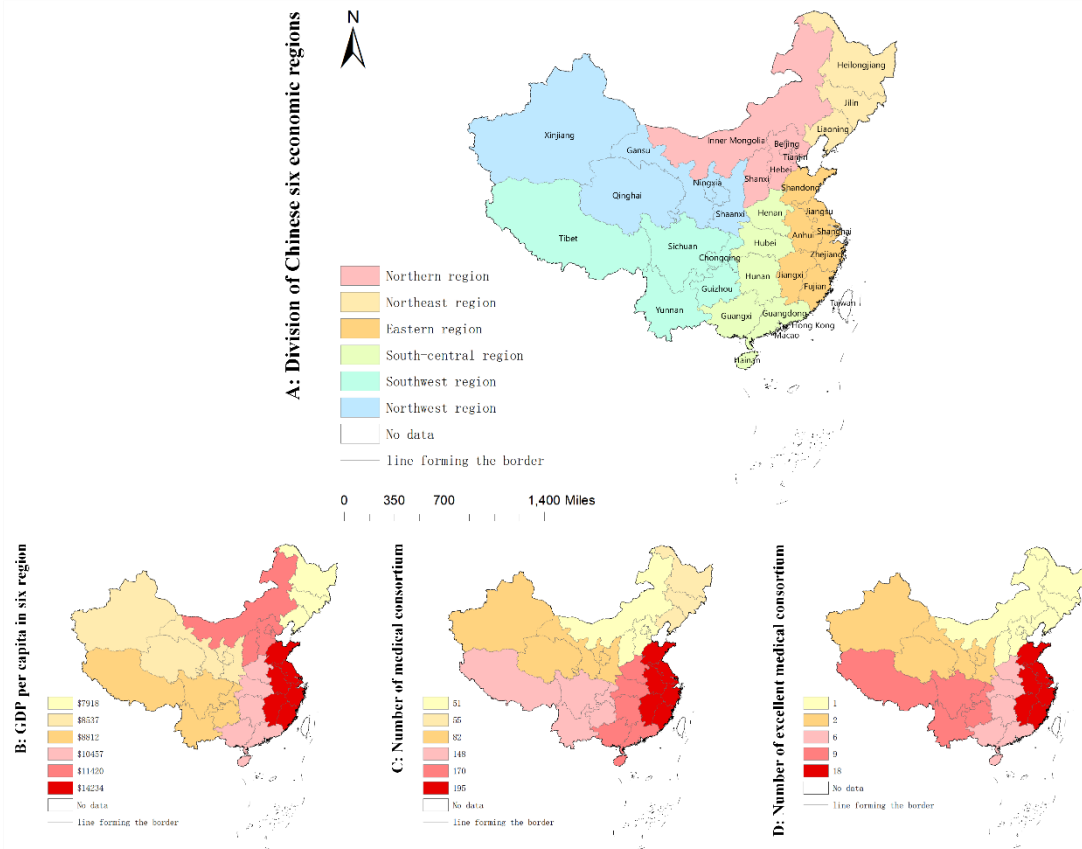 A: Division of Chinese six economic regions
N
Heilongjiang
Jilin
Liaoning
Xinjiang
Gansu
Inner Mongolia
Beijing
Tianjin
Hebei
Shanxi
Ningxia
Qinghai
Shandong
Shaanxi
Henan
Jiangsu
Tibet
Sichuan
Chongqing
Hubei
Anhui
Shanghai
Zhejiang
Guizhou
Hunan
Jiangxi
Fujian
Yunnan
Guangxi
Guangdong
Taiwan
Hong Kong
Macao
Hainan
Northern region
Northeast region
Eastern region
South-central region
Southwest region
Northwest region
No data
line forming the border
0 350 700 1,400 Miles
B: GDP per capita in six region
$7918
$8537
$8812
$10457
$11420
$14234
No data
line forming the border
C: Number of medical consortium
51
55
82
148
170
195
No data
line forming the border
D: Number of excellent medical consortium
1
2
6
9
18
No data
line forming the border